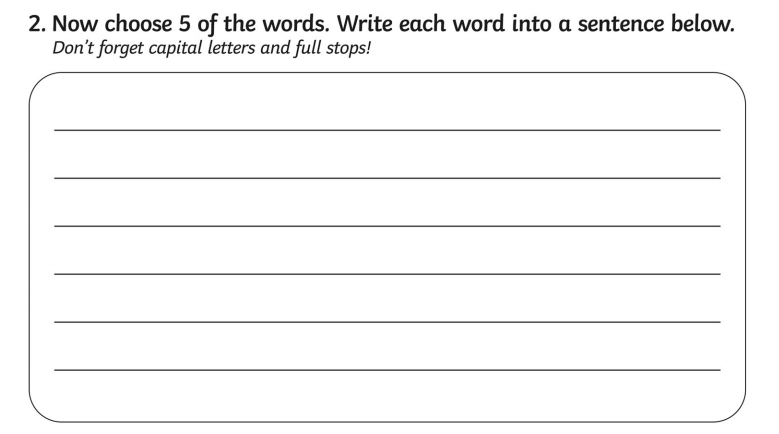 2. Now choose 5 of the words. Write each word into a sentence below.
Don't forget capital letters and full stops!